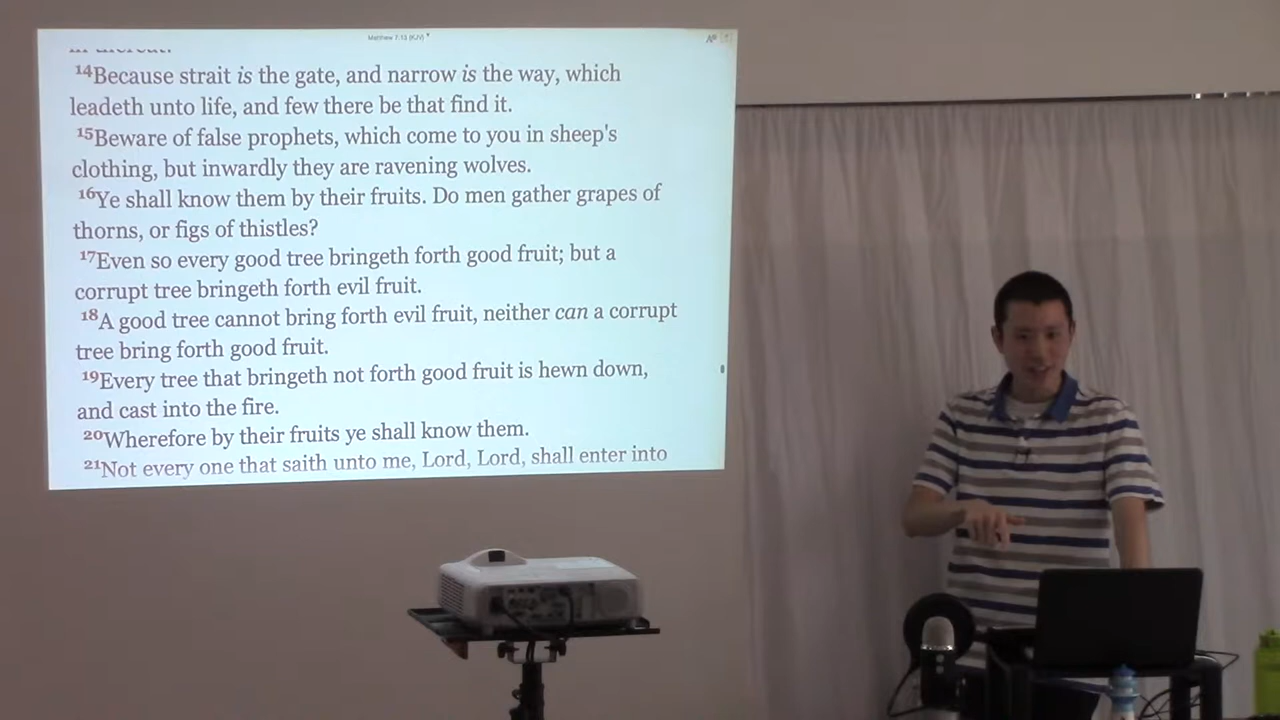 Matthew 7:13 (KJV)
in thereat.
14Because strait is the gate, and narrow is the way, which
leadeth unto life, and few there be that find it.
15Beware of false prophets, which come to you in sheep's
clothing, but inwardly they are ravening wolves.
16Ye shall know them by their fruits. Do men gather grapes of
thorns, or figs of thistles?
17Even so every good tree bringeth forth good fruit; but a
corrupt tree bringeth forth evil fruit.
18A good tree cannot bring forth evil fruit, neither can a corrupt
tree bring forth good fruit.
19Every tree that bringeth not forth good fruit is hewn down,
and cast into the fire.
20Wherefore by their fruits ye shall know them.
21Not every one that saith unto me, Lord, Lord, shall enter into